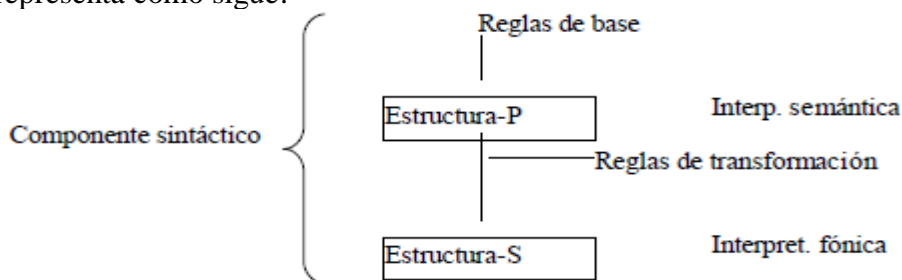 representa como sigue:
Reglas de base
Estructura-P
Interp. semántica
Componente sintáctico
Reglas de transformación
Estructura-S
Interpret. fónica